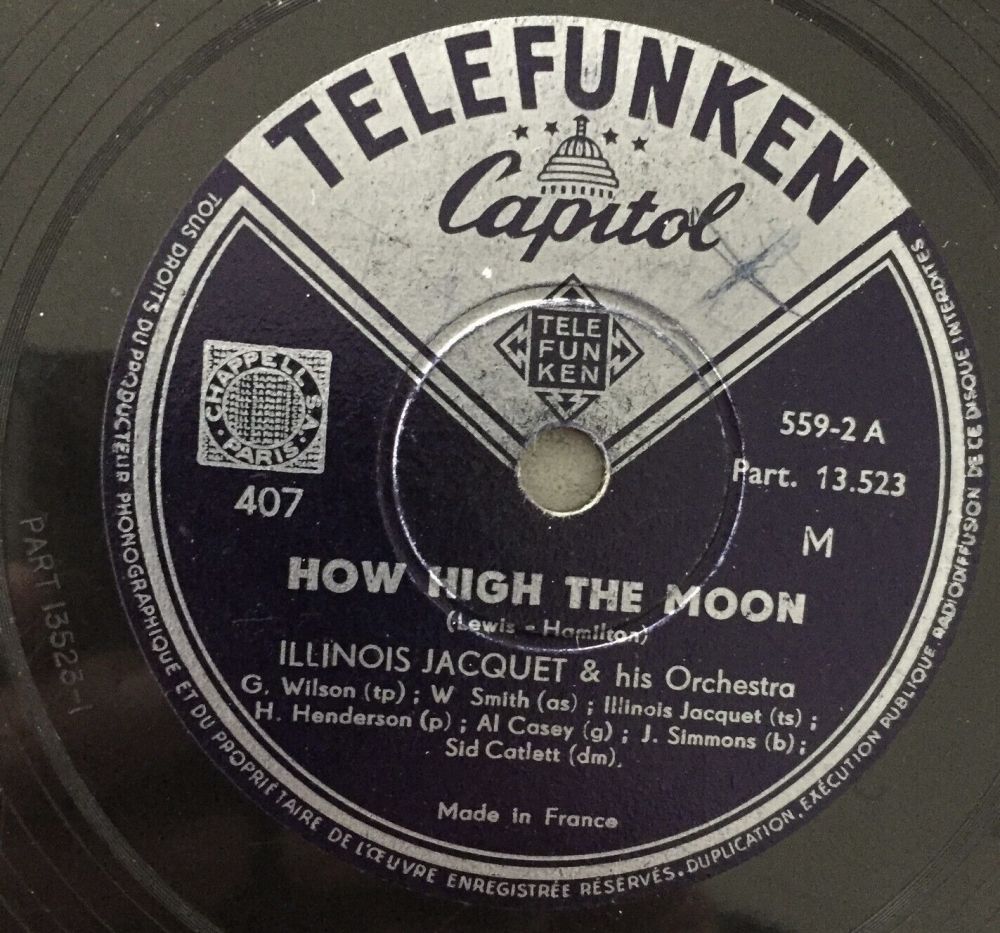 TELEFUNKEN
Capitol
TELE
FUN
KEN
CHAPPELL S.A.
PARIS
407
559-2 A
Part. 13.523
M
HOW HIGH THE MOON
(Lewis - Hamilton)
ILLINOIS JACQUET & his Orchestra
G. Wilson (tp) ; W Smith (as) ; Illinois Jacquet (ts) ;
H. Henderson (p) ; Al Casey (g) ; J. Simmons (b) ;
Sid Catlett (dm).
Made in France
TOUS DROITS DU PRODUCTEUR PHONOGRAPHIQUE ET DU PROPRIÉTAIRE DE L'ŒUVRE ENREGISTRÉE RÉSERVÉS. DUPLICATION, EXÉCUTION PUBLIQUE, RADIODIFFUSION DE CE DISQUE INTERDITES
PART 13523-1